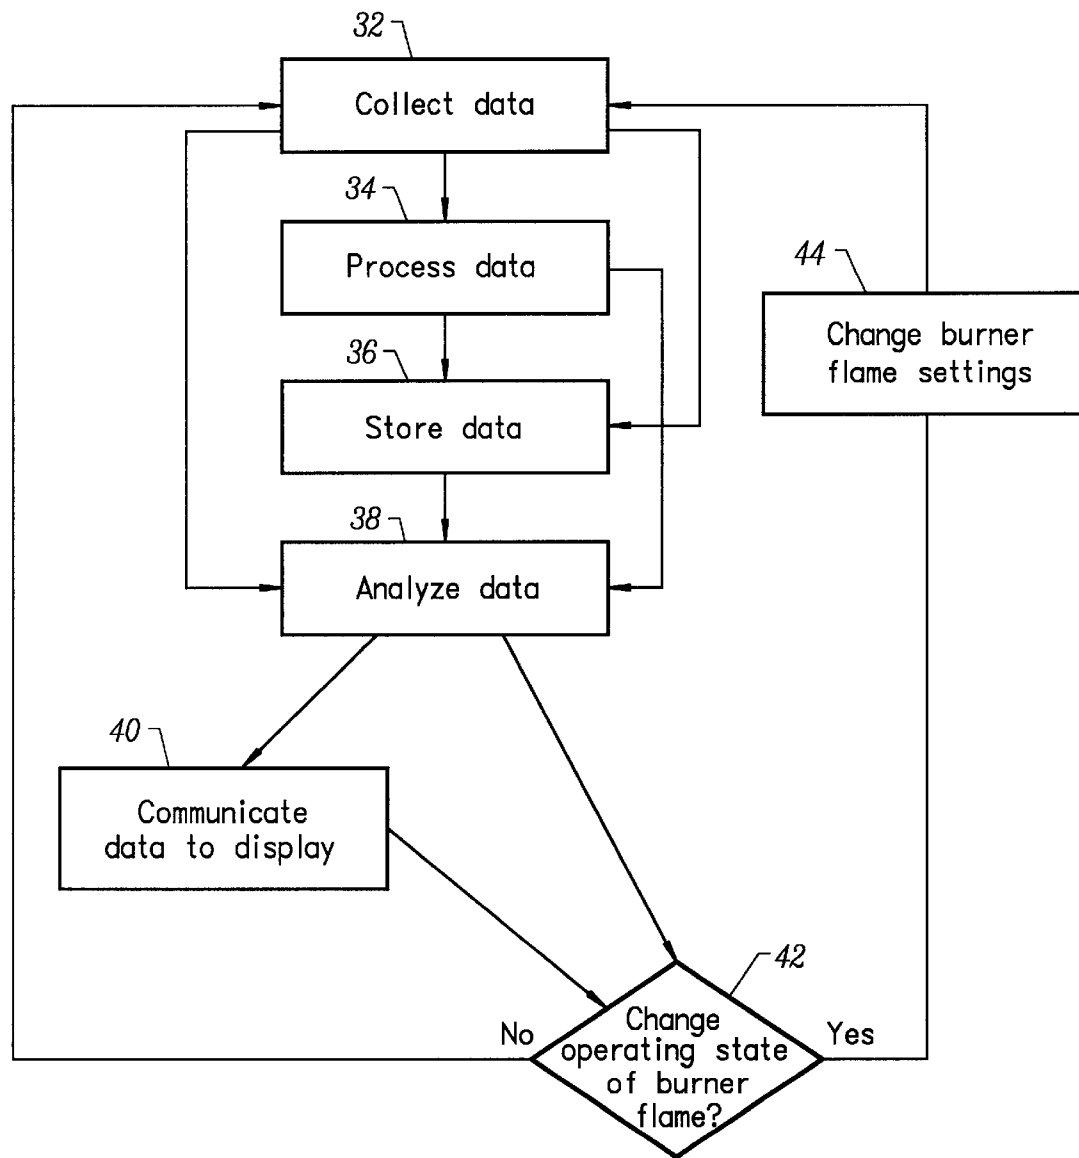 32
Collect data
34
Process data
44
Change burner
flame settings
36
Store data
38
Analyze data
40
Communicate
data to display
42
No
Yes
Change
operating state
of burner
flame?